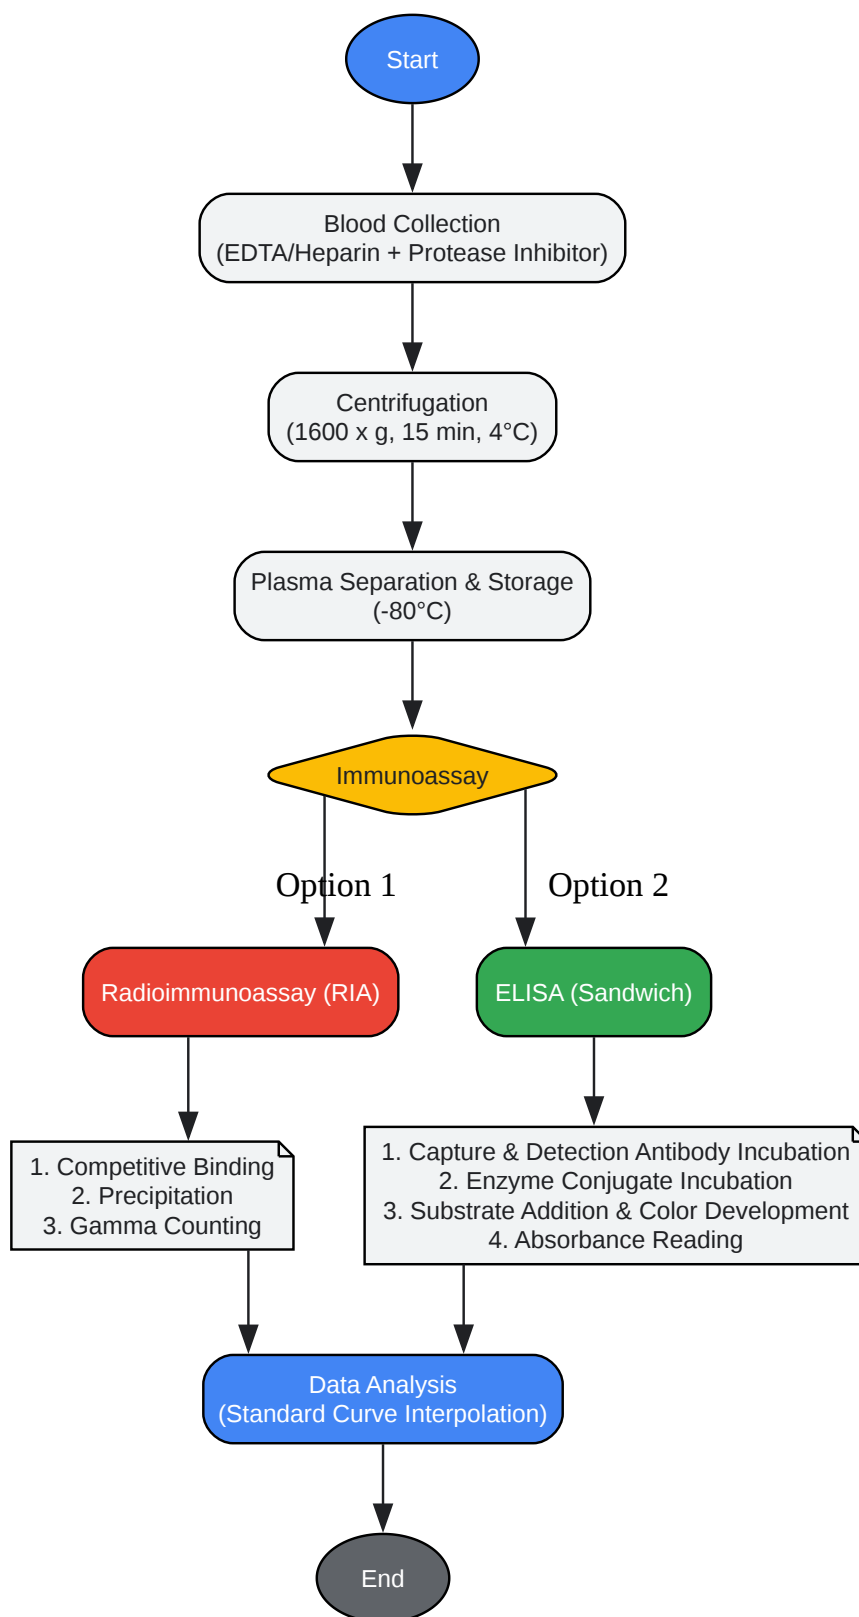 Start
Blood Collection
(EDTA/Heparin + Protease Inhibitor)
Centrifugation
(1600 x g, 15 min, 4°C)
Plasma Separation & Storage
(-80°C)
Immunoassay
Option 1
Option 2
Radioimmunoassay (RIA)
ELISA (Sandwich)
1. Competitive Binding
2. Precipitation
3. Gamma Counting
1. Capture & Detection Antibody Incubation
2. Enzyme Conjugate Incubation
3. Substrate Addition & Color Development
4. Absorbance Reading
Data Analysis
(Standard Curve Interpolation)
End